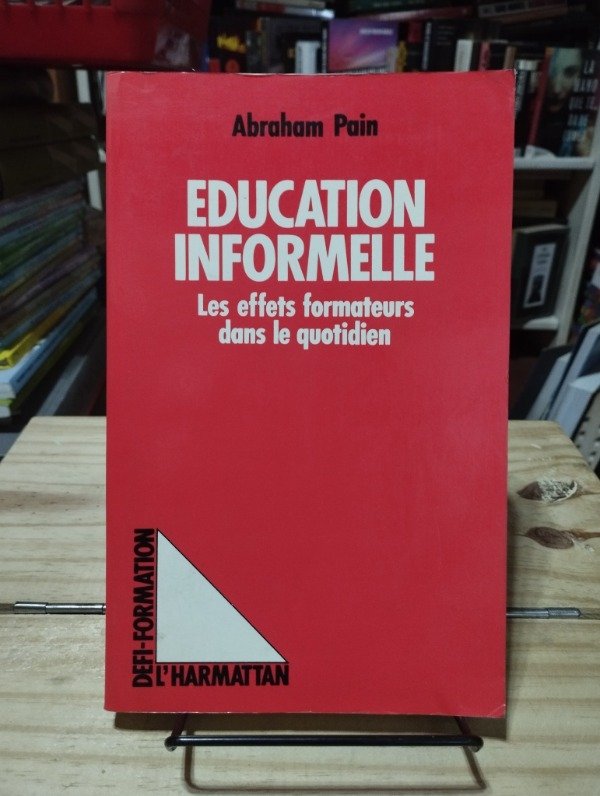 Abraham Pain
EDUCATION
INFORMELLE
Les effets formateurs
dans le quotidien
DEFI-FORMATION
L'HARMATTAN